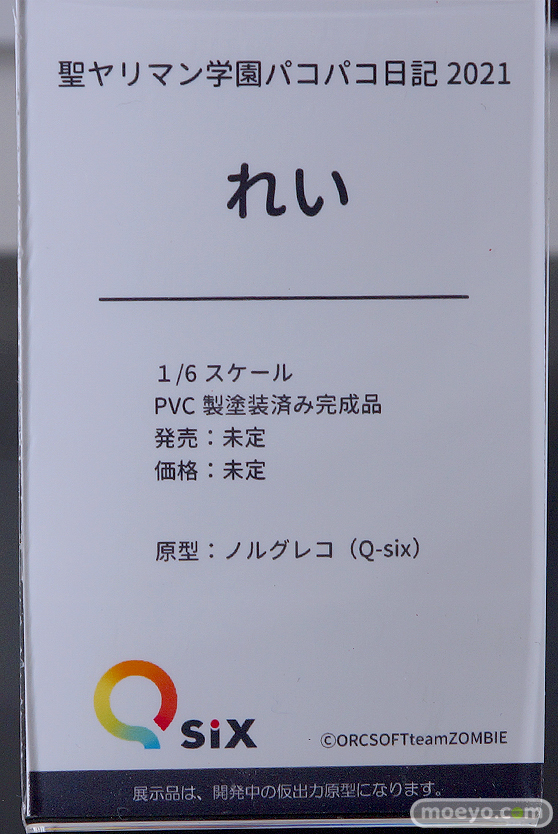 聖ヤリマン学園パコパコ日記 2021
れい
1/6 スケール
PVC 製塗装済み完成品
発売：未定
価格：未定
原型：ノルグレコ（Q-six）
Q siX
©ORCSOFTteamZOMBIE
展示品は、開発中の仮出力原型になります。
moeyo.com